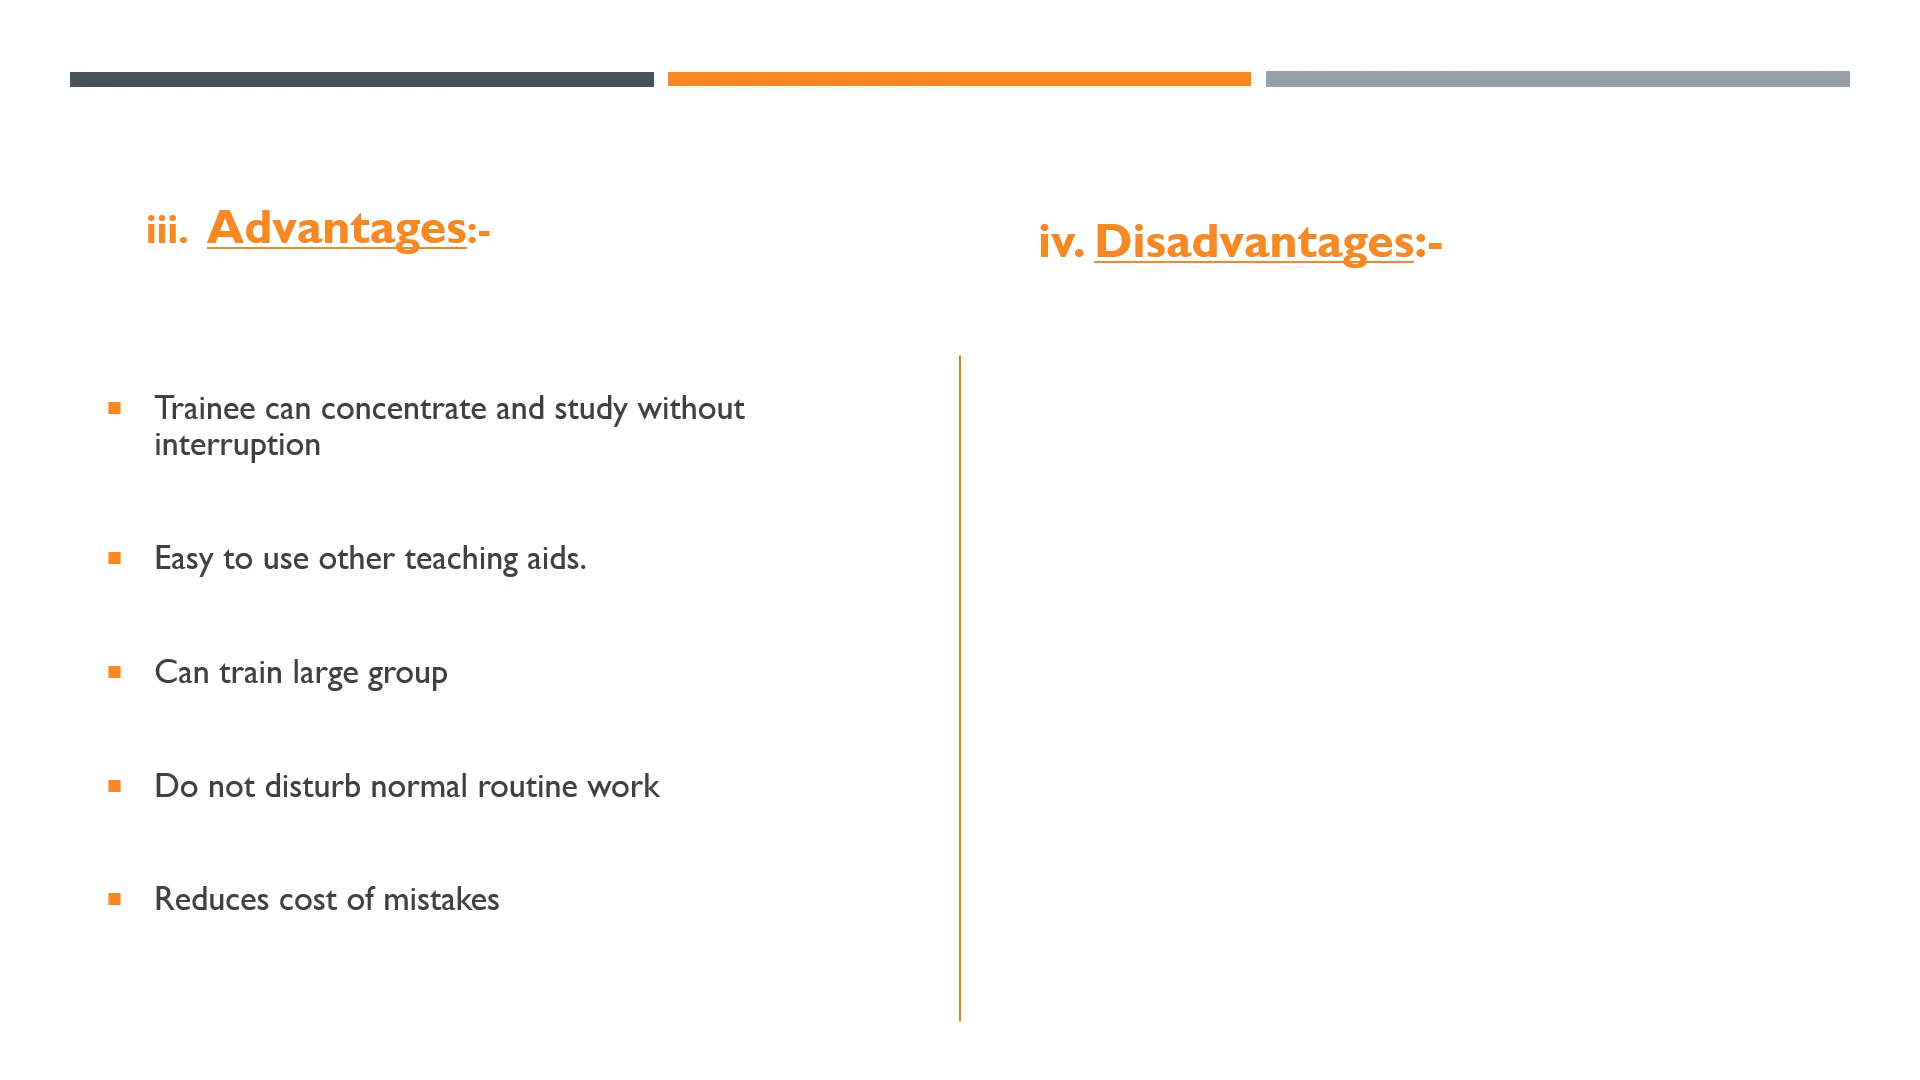 iii. Advantages:-
iv. Disadvantages:-
Trainee can concentrate and study without
interruption
Easy to use other teaching aids.
Can train large group
Do not disturb normal routine work
Reduces cost of mistakes